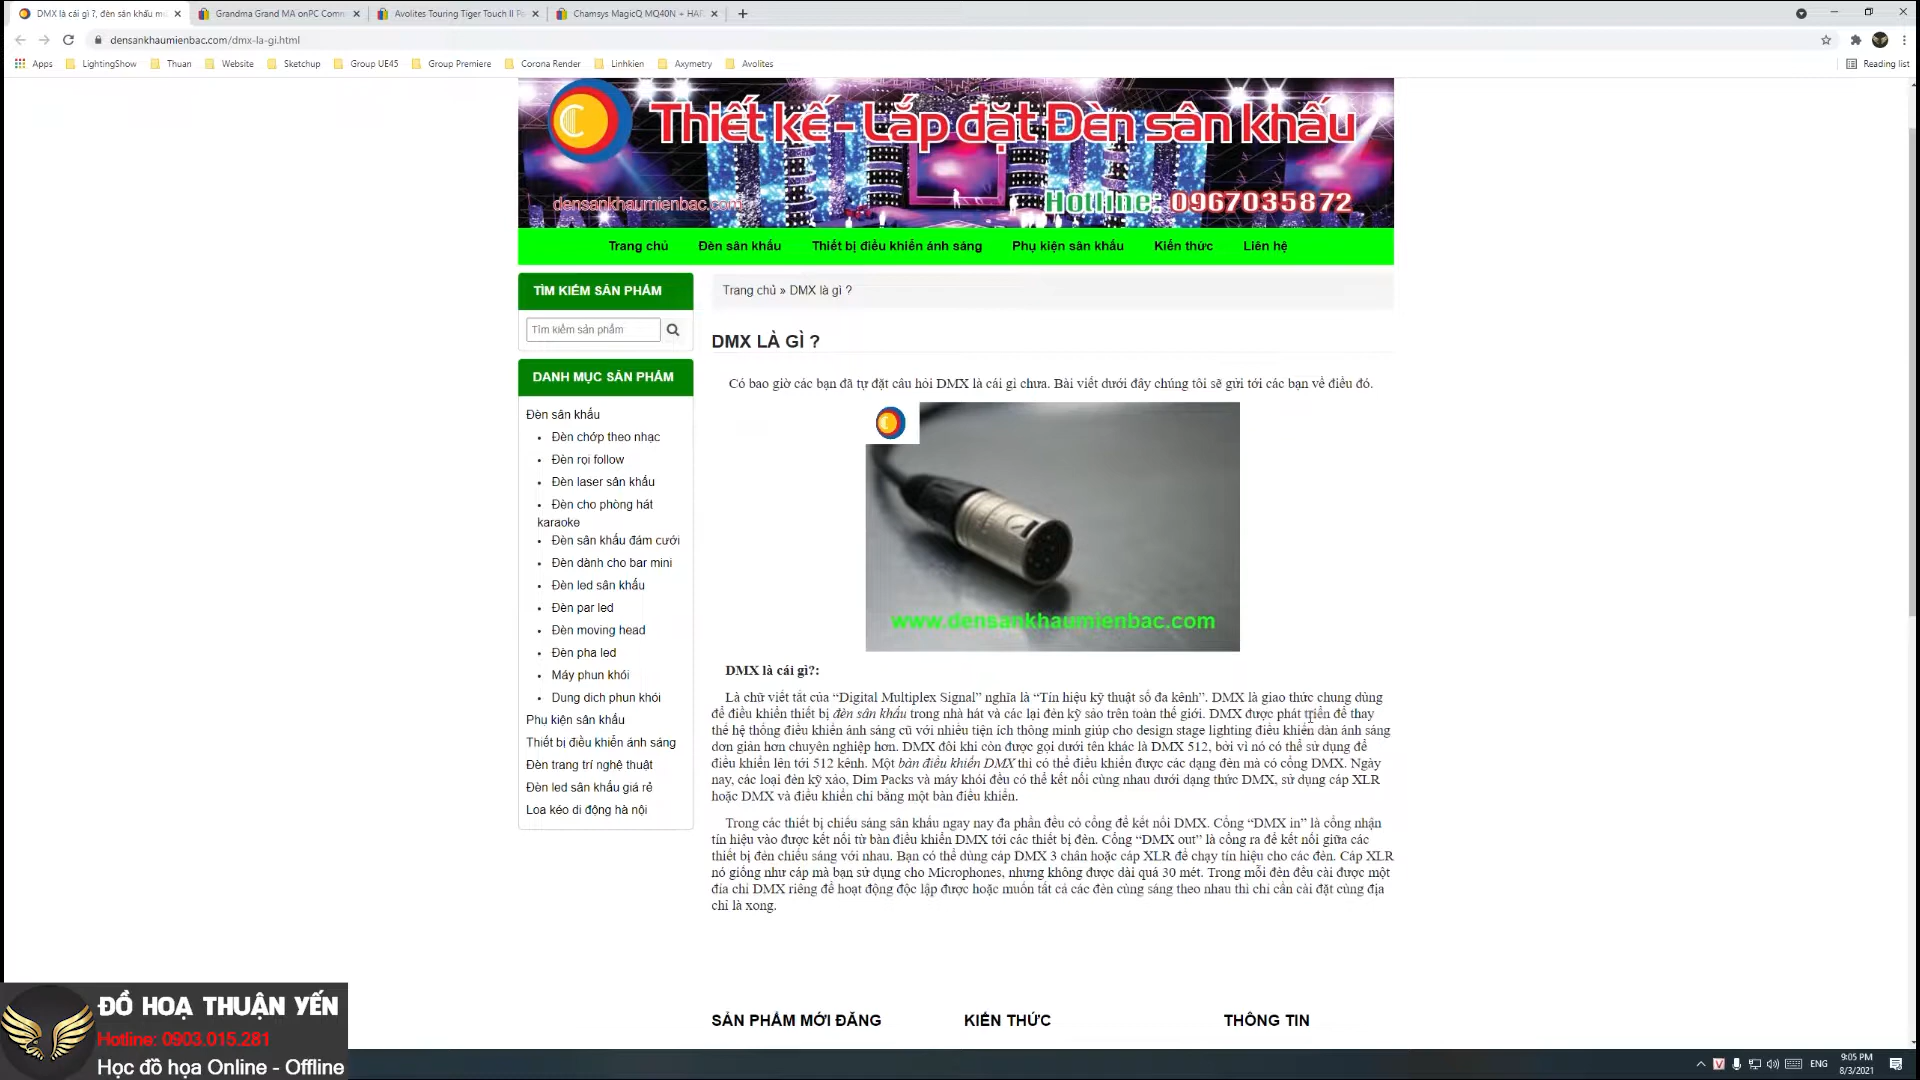 DMX là cái gì ?, đèn sân khấu mi
Grandma Grand MA onPC Comm
Avolites Touring Tiger Touch II P
Chamsys MagicQ MQ40N + HA
densankhaumienbac.com/dmx-la-gi.html
Apps LightingShow Thuan Website Sketchup Group UE45 Group Premiere Corona Render Linhkien Axymetry Avolites Reading list
Thiết kế - Lắp đặt Đèn sân khấu
densankhaumienbac.com
Hotline: 0967035872
Trang chủ Đèn sân khấu Thiết bị điều khiển ánh sáng Phụ kiện sân khấu Kiến thức Liên hệ
TÌM KIẾM SẢN PHẨM
Tìm kiếm sản phẩm
DANH MỤC SẢN PHẨM
Đèn sân khấu
• Đèn chớp theo nhạc
• Đèn rọi follow
• Đèn laser sân khấu
• Đèn cho phòng hát
karaoke
• Đèn sân khấu đám cưới
• Đèn dành cho bar mini
• Đèn led sân khấu
• Đèn par led
• Đèn moving head
• Đèn pha led
• Máy phun khói
• Dung dịch phun khói
Phụ kiện sân khấu
Thiết bị điều khiển ánh sáng
Đèn trang trí nghệ thuật
Đèn led sân khấu giá rẻ
Loa kéo di động hà nội
Trang chủ » DMX là gì ?
DMX LÀ GÌ ?
Có bao giờ các bạn đã tự đặt câu hỏi DMX là cái gì chưa. Bài viết dưới đây chúng tôi sẽ gửi tới các bạn về điều đó.
www.densankhaumienbac.com
DMX là cái gì?:
Là chữ viết tắt của “Digital Multiplex Signal” nghĩa là “Tín hiệu kỹ thuật số đa kênh”. DMX là giao thức chung dùng
để điều khiển thiết bị đèn sân khấu trong nhà hát và các lại đèn kỹ sảo trên toàn thế giới. DMX được phát triển để thay
thế hệ thống điều khiển ánh sáng cũ với nhiều tiện ích thông minh giúp cho design stage lighting điều khiển dàn ánh sáng
đơn giản hơn chuyên nghiệp hơn. DMX đôi khi còn được gọi dưới tên khác là DMX 512, bởi vì nó có thể sử dụng để
điều khiển lên tới 512 kênh. Một bàn điều khiển DMX thì có thể điều khiển được các dạng đèn mà có cổng DMX. Ngày
nay, các loại đèn kỹ xảo, Dim Packs và máy khói đều có thể kết nối cùng nhau dưới dạng thức DMX, sử dụng cáp XLR
hoặc DMX và điều khiển chỉ bằng một bàn điều khiển.
Trong các thiết bị chiếu sáng sân khấu ngay nay đa phần đều có cổng để kết nối DMX. Cổng “DMX in” là cổng nhận
tín hiệu vào được kết nối từ bàn điều khiển DMX tới các thiết bị đèn. Cổng “DMX out” là cổng ra để kết nối giữa các
thiết bị đèn chiếu sáng với nhau. Bạn có thể dùng cáp DMX 3 chân hoặc cáp XLR để chạy tín hiệu cho các đèn. Cáp XLR
nó giống như cáp mà bạn sử dụng cho Microphones, nhưng không được dài quá 30 mét. Trong mỗi đèn đều cài được một
địa chỉ DMX riêng để hoạt động độc lập được hoặc muốn tất cả các đèn cùng sáng theo nhau thì chỉ cần cài đặt cùng địa
chỉ là xong.
SẢN PHẨM MỚI ĐĂNG KIẾN THỨC THÔNG TIN
ĐỒ HOẠ THUẬN YẾN
Hotline: 0903.015.281
Học đồ họa Online - Offline
ENG
9:05 PM
8/3/2021